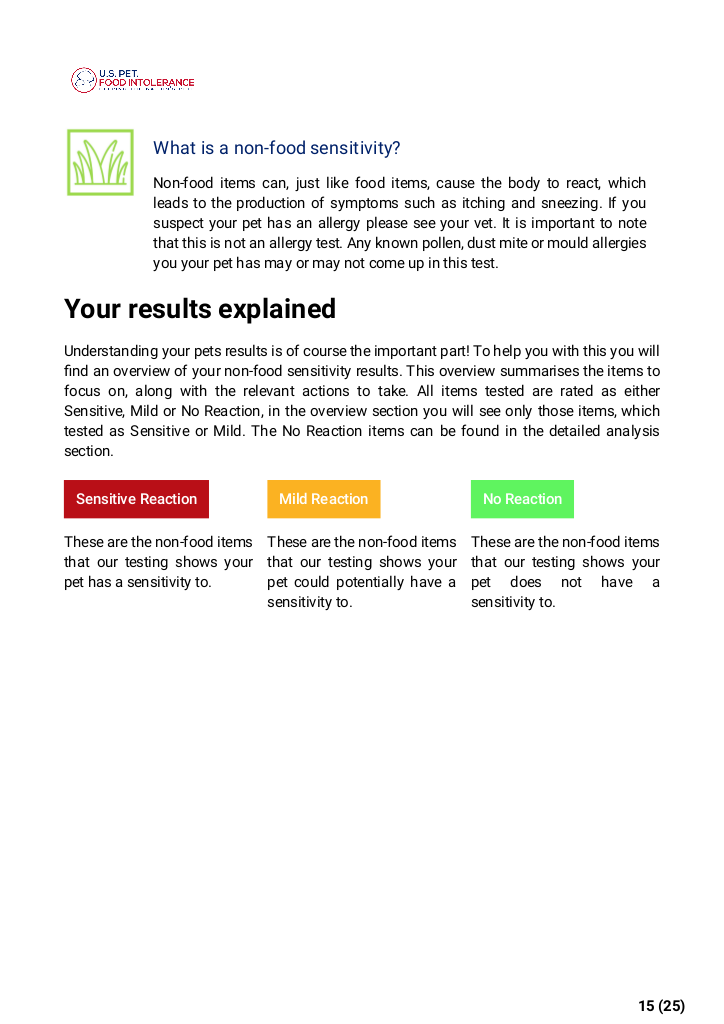 U.S. PET.
FOOD INTOLERANCE
What is a non-food sensitivity?
Non-food items can, just like food items, cause the body to react, which
leads to the production of symptoms such as itching and sneezing. If you
suspect your pet has an allergy please see your vet. It is important to note
that this is not an allergy test. Any known pollen, dust mite or mould allergies
you your pet has may or may not come up in this test.
Your results explained
Understanding your pets results is of course the important part! To help you with this you will
find an overview of your non-food sensitivity results. This overview summarises the items to
focus on, along with the relevant actions to take. All items tested are rated as either
Sensitive, Mild or No Reaction, in the overview section you will see only those items, which
tested as Sensitive or Mild. The No Reaction items can be found in the detailed analysis
section.
Sensitive Reaction
These are the non-food items
that our testing shows your
pet has a sensitivity to.
Mild Reaction
These are the non-food items
that our testing shows your
pet could potentially have a
sensitivity to.
No Reaction
These are the non-food items
that our testing shows your
pet does not have a
sensitivity to.
15 (25)